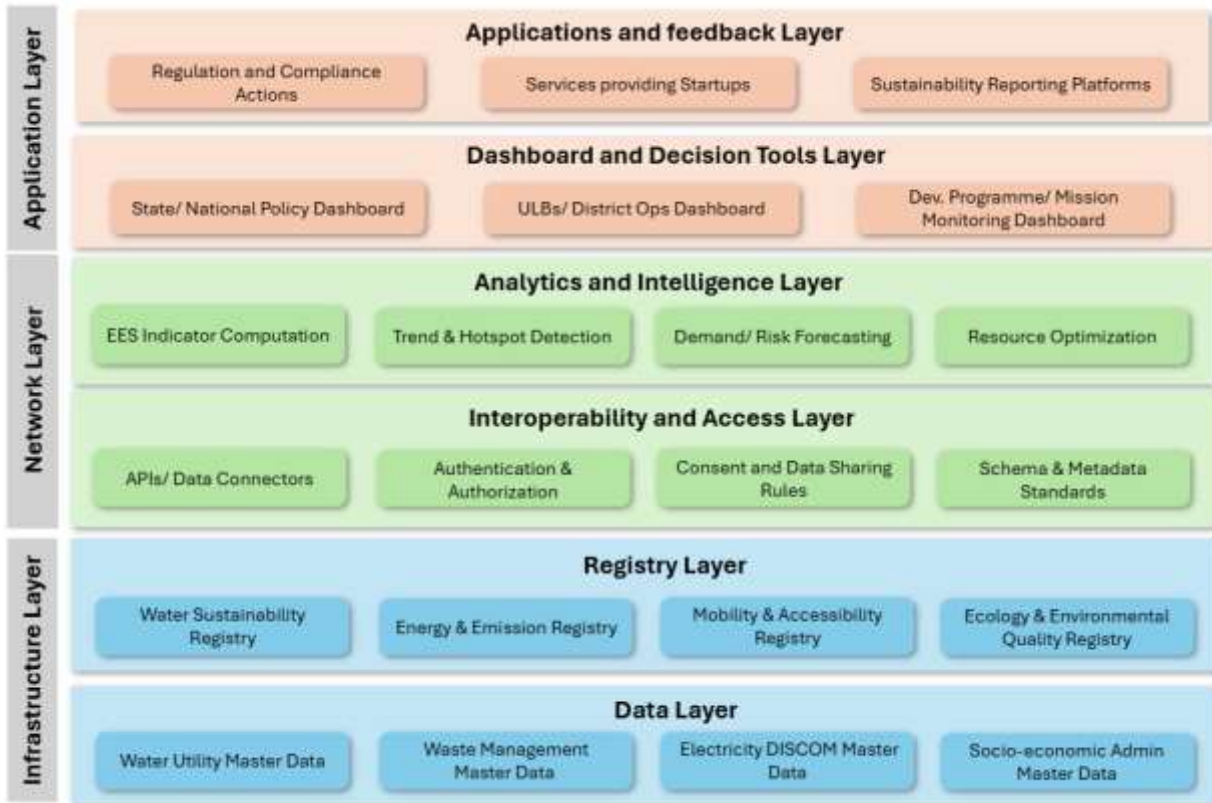 Application Layer
Applications and feedback Layer
Regulation and Compliance
Actions
Services providing Startups
Sustainability Reporting Platforms
Dashboard and Decision Tools Layer
State/ National Policy Dashboard
ULBs/ District Ops Dashboard
Dev. Programme/ Mission
Monitoring Dashboard
Network Layer
Analytics and Intelligence Layer
EES Indicator Computation
Trend & Hotspot Detection
Demand/ Risk Forecasting
Resource Optimization
Interoperability and Access Layer
APIs/ Data Connectors
Authentication &
Authorization
Consent and Data Sharing
Rules
Schema & Metadata
Standards
Infrastructure Layer
Registry Layer
Water Sustainability
Registry
Energy & Emission Registry
Mobility & Accessibility
Registry
Ecology & Environmental
Quality Registry
Data Layer
Water Utility Master Data
Waste Management
Master Data
Electricity DISCOM Master
Data
Socio-economic Admin
Master Data